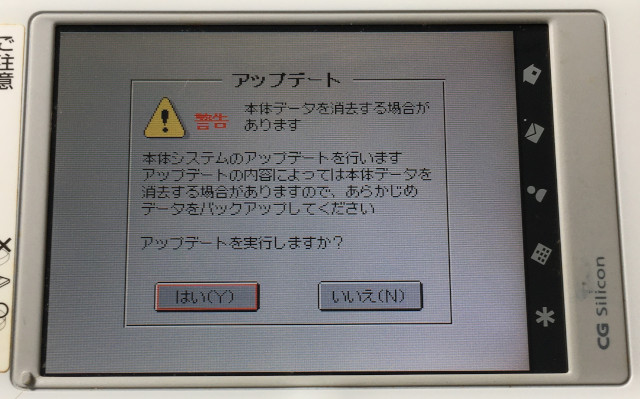 ご注意
アップデート
警告
本体データを消去する場合が
あります
本体システムのアップデートを行います
アップデートの内容によっては本体データを
消去する場合がありますので、あらかじめ
データをバックアップしてください
アップデートを実行しますか?
はい(Y)
いいえ(N)
CG Silicon